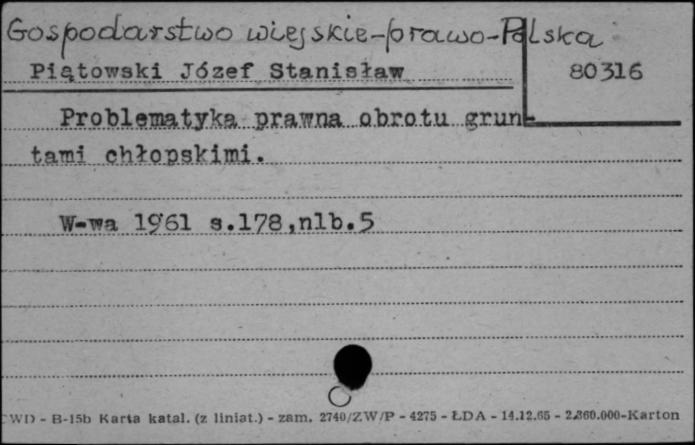 Gospodarstwo wiejskie-prawo-Polska
Piątowski Józef Stanisław
80316
Problematyka prawna obrotu grun-
tami chłopskimi.
W-wa 1961 s.178,nlb.5
CWD - B-15b Karta katal. (z liniat.) - zam. 2740/ZW/P - 4275 - ŁDA - 14.12.65 - 2.360.000-Karton